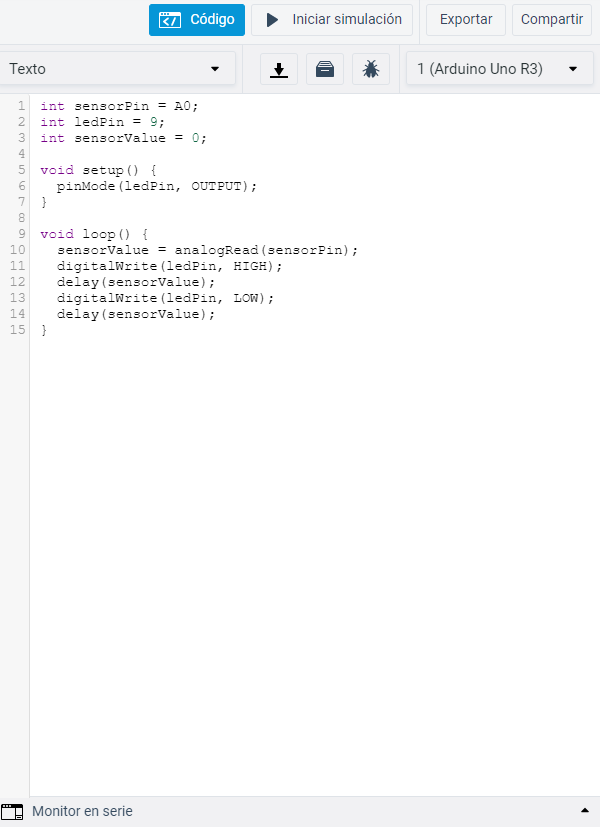 Código
Iniciar simulación
Exportar
Compartir
Texto
1 (Arduino Uno R3)
1 int sensorPin = A0;
2 int ledPin = 9;
3 int sensorValue = 0;
4
5 void setup() {
6   pinMode(ledPin, OUTPUT);
7 }
8
9 void loop() {
10   sensorValue = analogRead(sensorPin);
11   digitalWrite(ledPin, HIGH);
12   delay(sensorValue);
13   digitalWrite(ledPin, LOW);
14   delay(sensorValue);
15 }
Monitor en serie